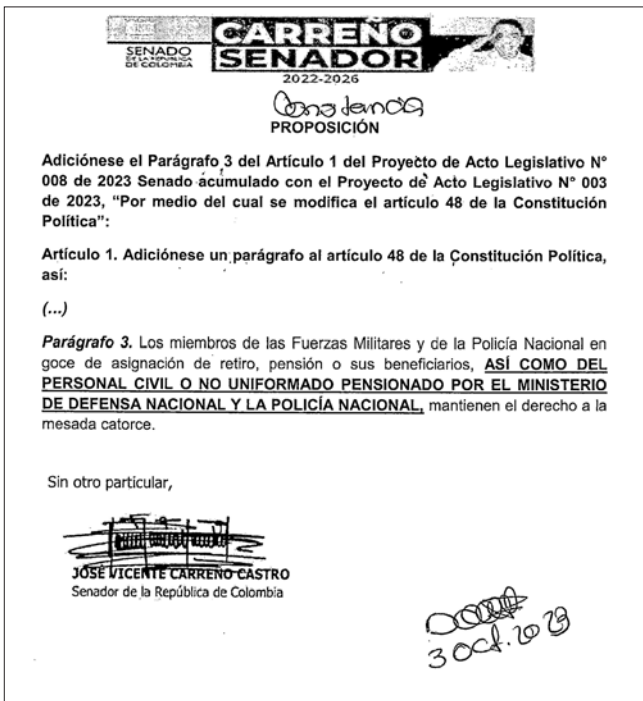 CARREÑO
SENADO
DE LA REPÚBLICA
DE COLOMBIA
SENADOR
2022-2026
Constancia
PROPOSICIÓN
Adiciónese el Parágrafo 3 del Artículo 1 del Proyecto de Acto Legislativo N°
008 de 2023 Senado acumulado con el Proyecto de Acto Legislativo N° 003
de 2023, “Por medio del cual se modifica el artículo 48 de la Constitución
Política”:
Artículo 1. Adiciónese un parágrafo al artículo 48 de la Constitución Política,
así:
(...)
Parágrafo 3. Los miembros de las Fuerzas Militares y de la Policía Nacional en
goce de asignación de retiro, pensión o sus beneficiarios, ASÍ COMO DEL
PERSONAL CIVIL O NO UNIFORMADO PENSIONADO POR EL MINISTERIO
DE DEFENSA NACIONAL Y LA POLICÍA NACIONAL, mantienen el derecho a la
mesada catorce.
Sin otro particular,
JOSÉ VICENTE CARREÑO CASTRO
Senador de la República de Colombia
3 Oct. 2023